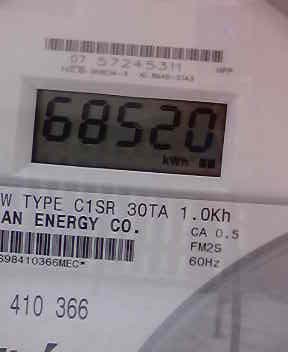 07 57245311
68520
kWh
W TYPE C1SR 30TA 1.0Kh
AN ENERGY CO.
CA 0.5
FM2S
60Hz
698410366MEC*
410 366